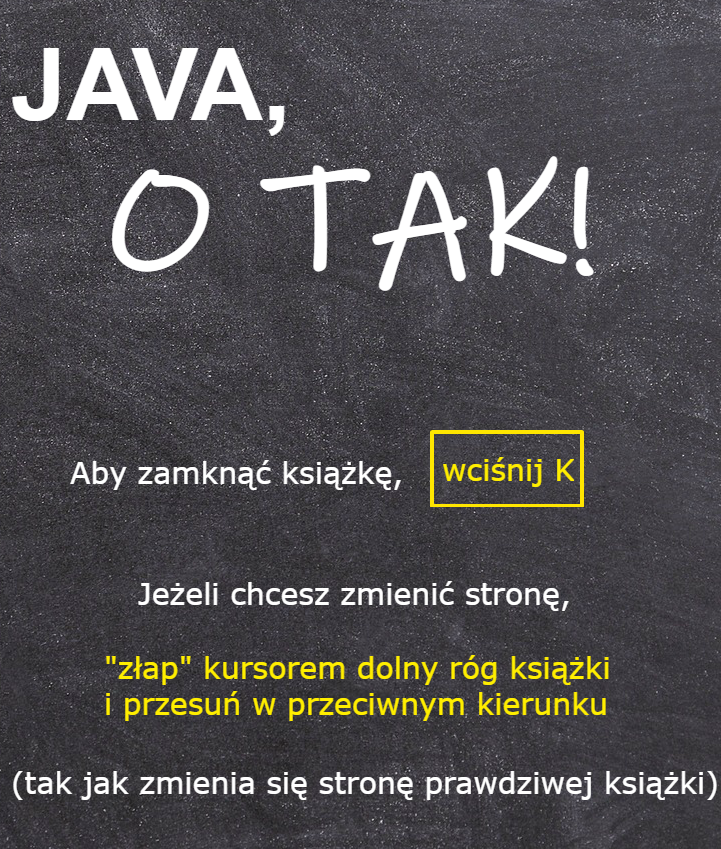 JAVA,
O TAK!
Aby zamknąć książkę,
wciśnij K
Jeżeli chcesz zmienić stronę,
"złap" kursorem dolny róg książki
i przesuń w przeciwnym kierunku
(tak jak zmienia się stronę prawdziwej książki)